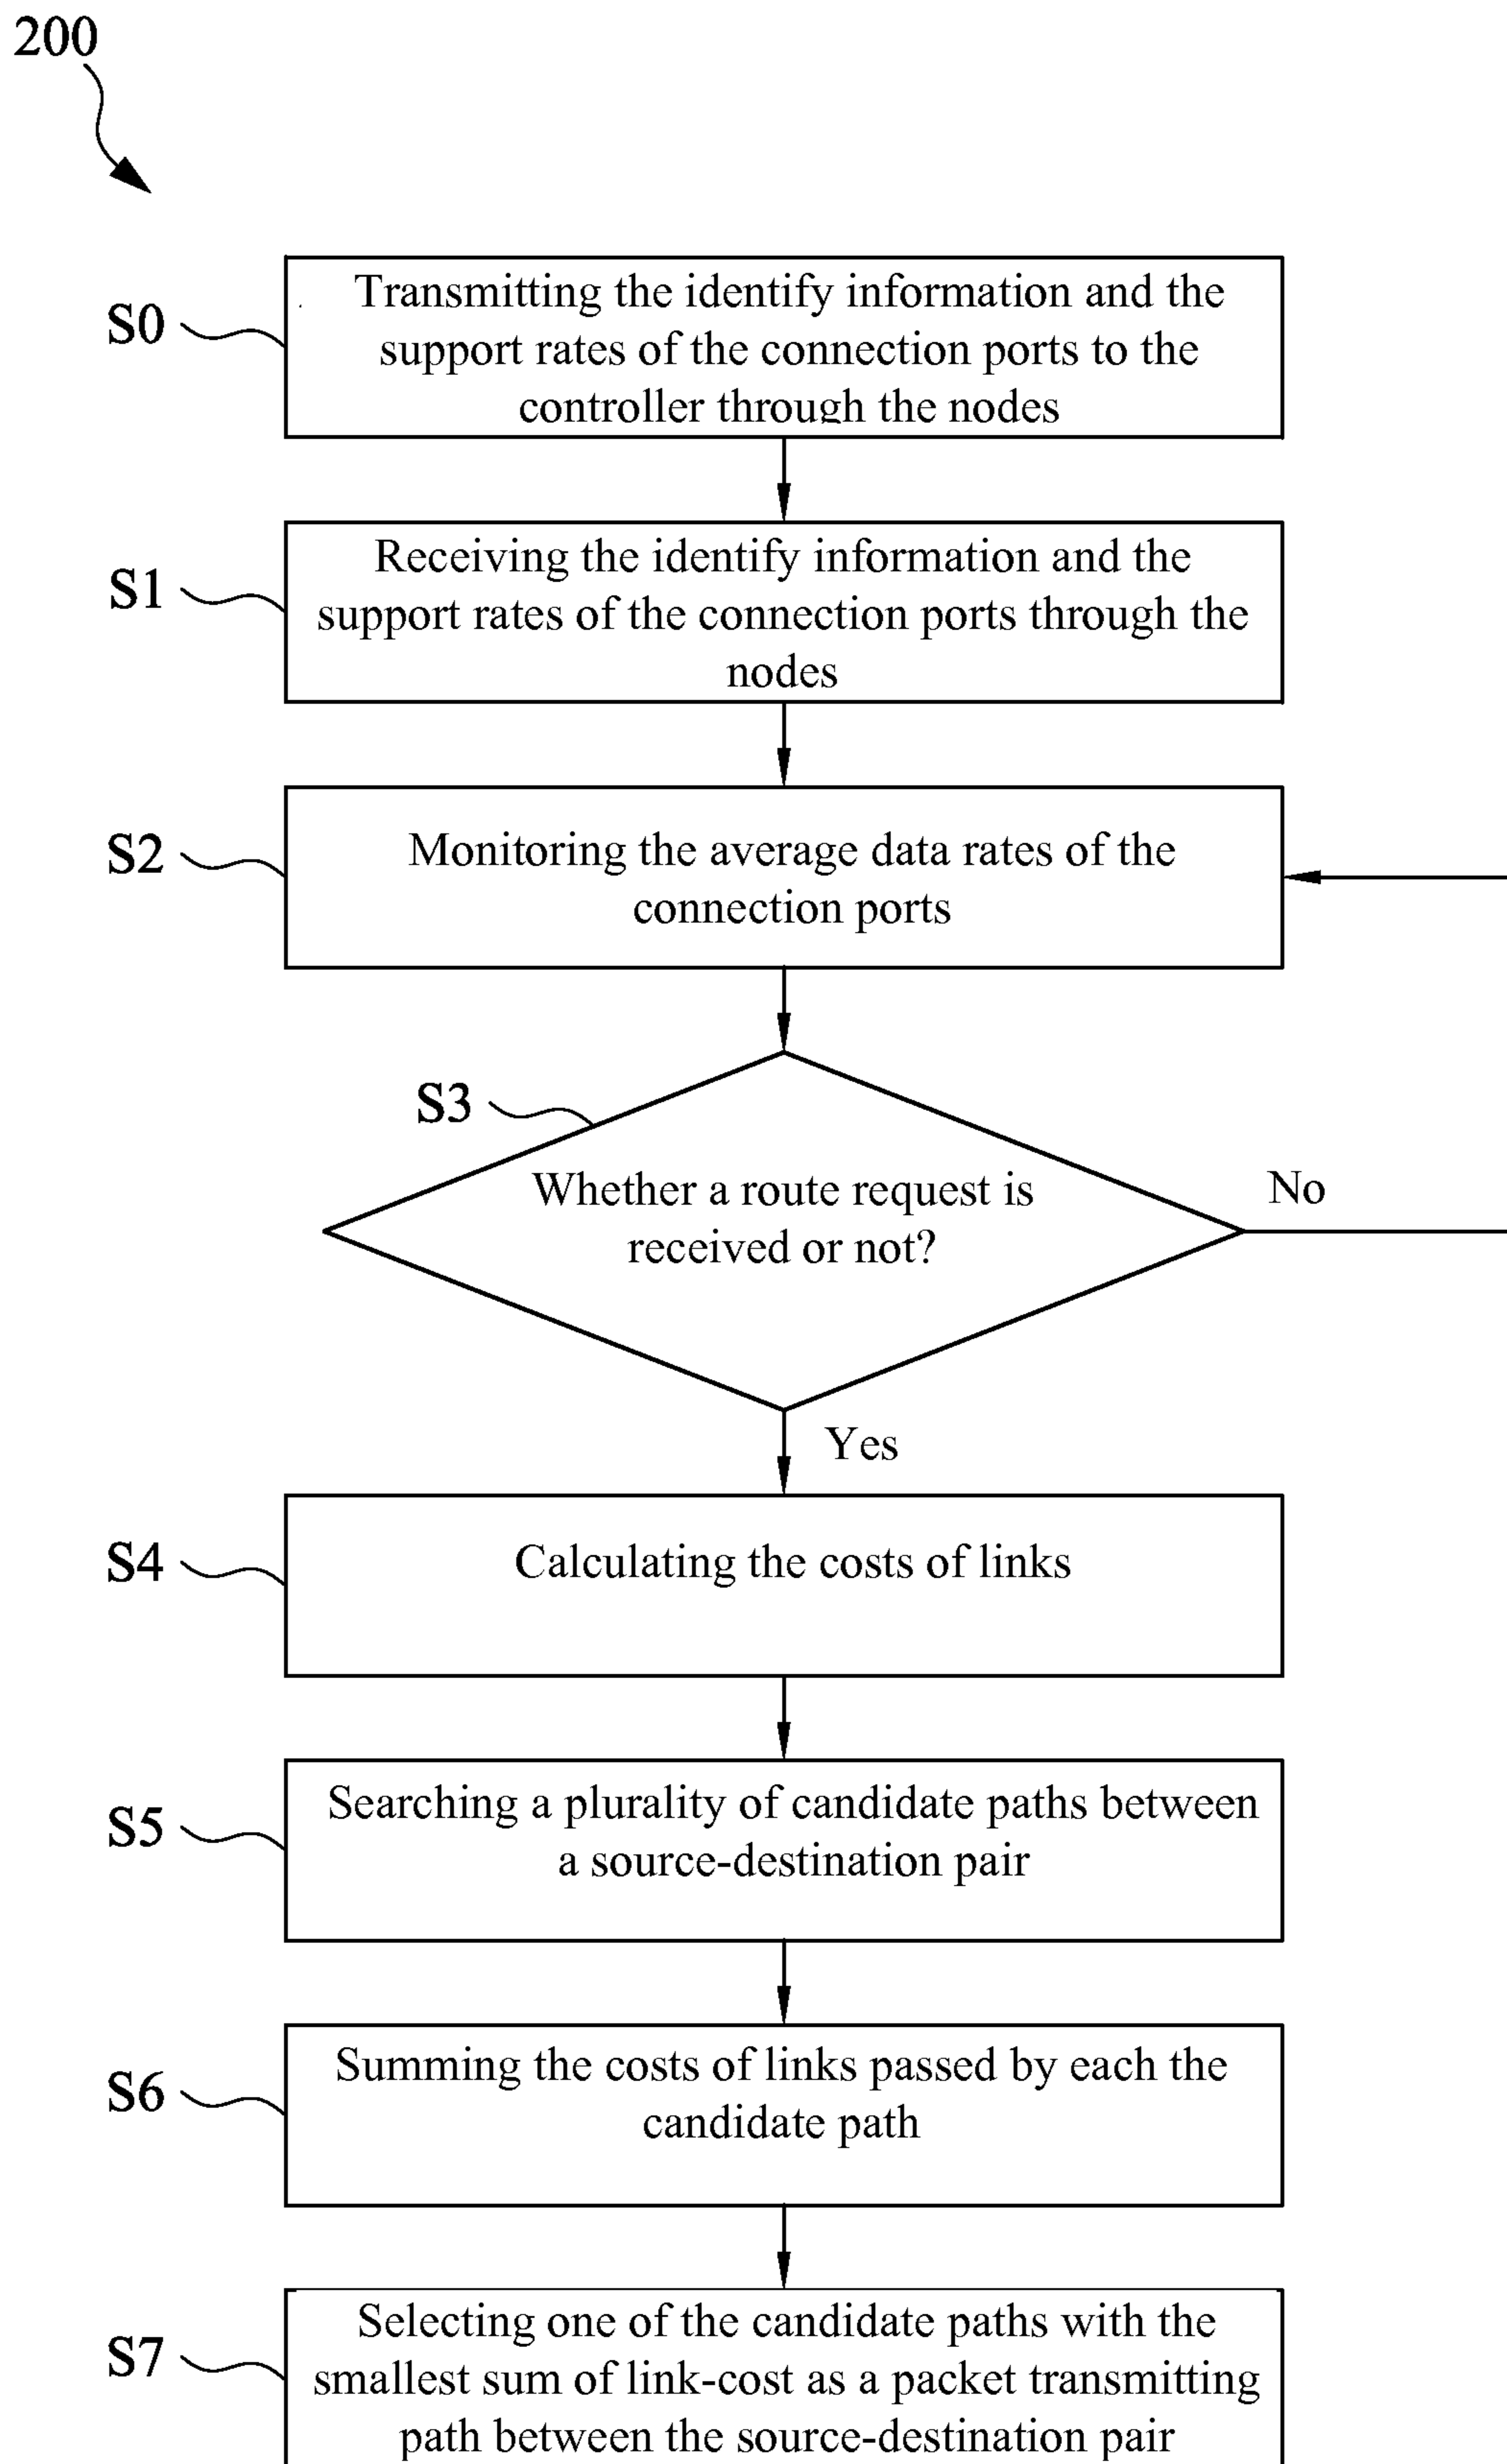 200
S0
Transmitting the identify information and the
support rates of the connection ports to the
controller through the nodes
S1
Receiving the identify information and the
support rates of the connection ports through the
nodes
S2
Monitoring the average data rates of the
connection ports
S3
Whether a route request is
received or not?
No
Yes
S4
Calculating the costs of links
S5
Searching a plurality of candidate paths between
a source-destination pair
S6
Summing the costs of links passed by each the
candidate path
S7
Selecting one of the candidate paths with the
smallest sum of link-cost as a packet transmitting
path between the source-destination pair